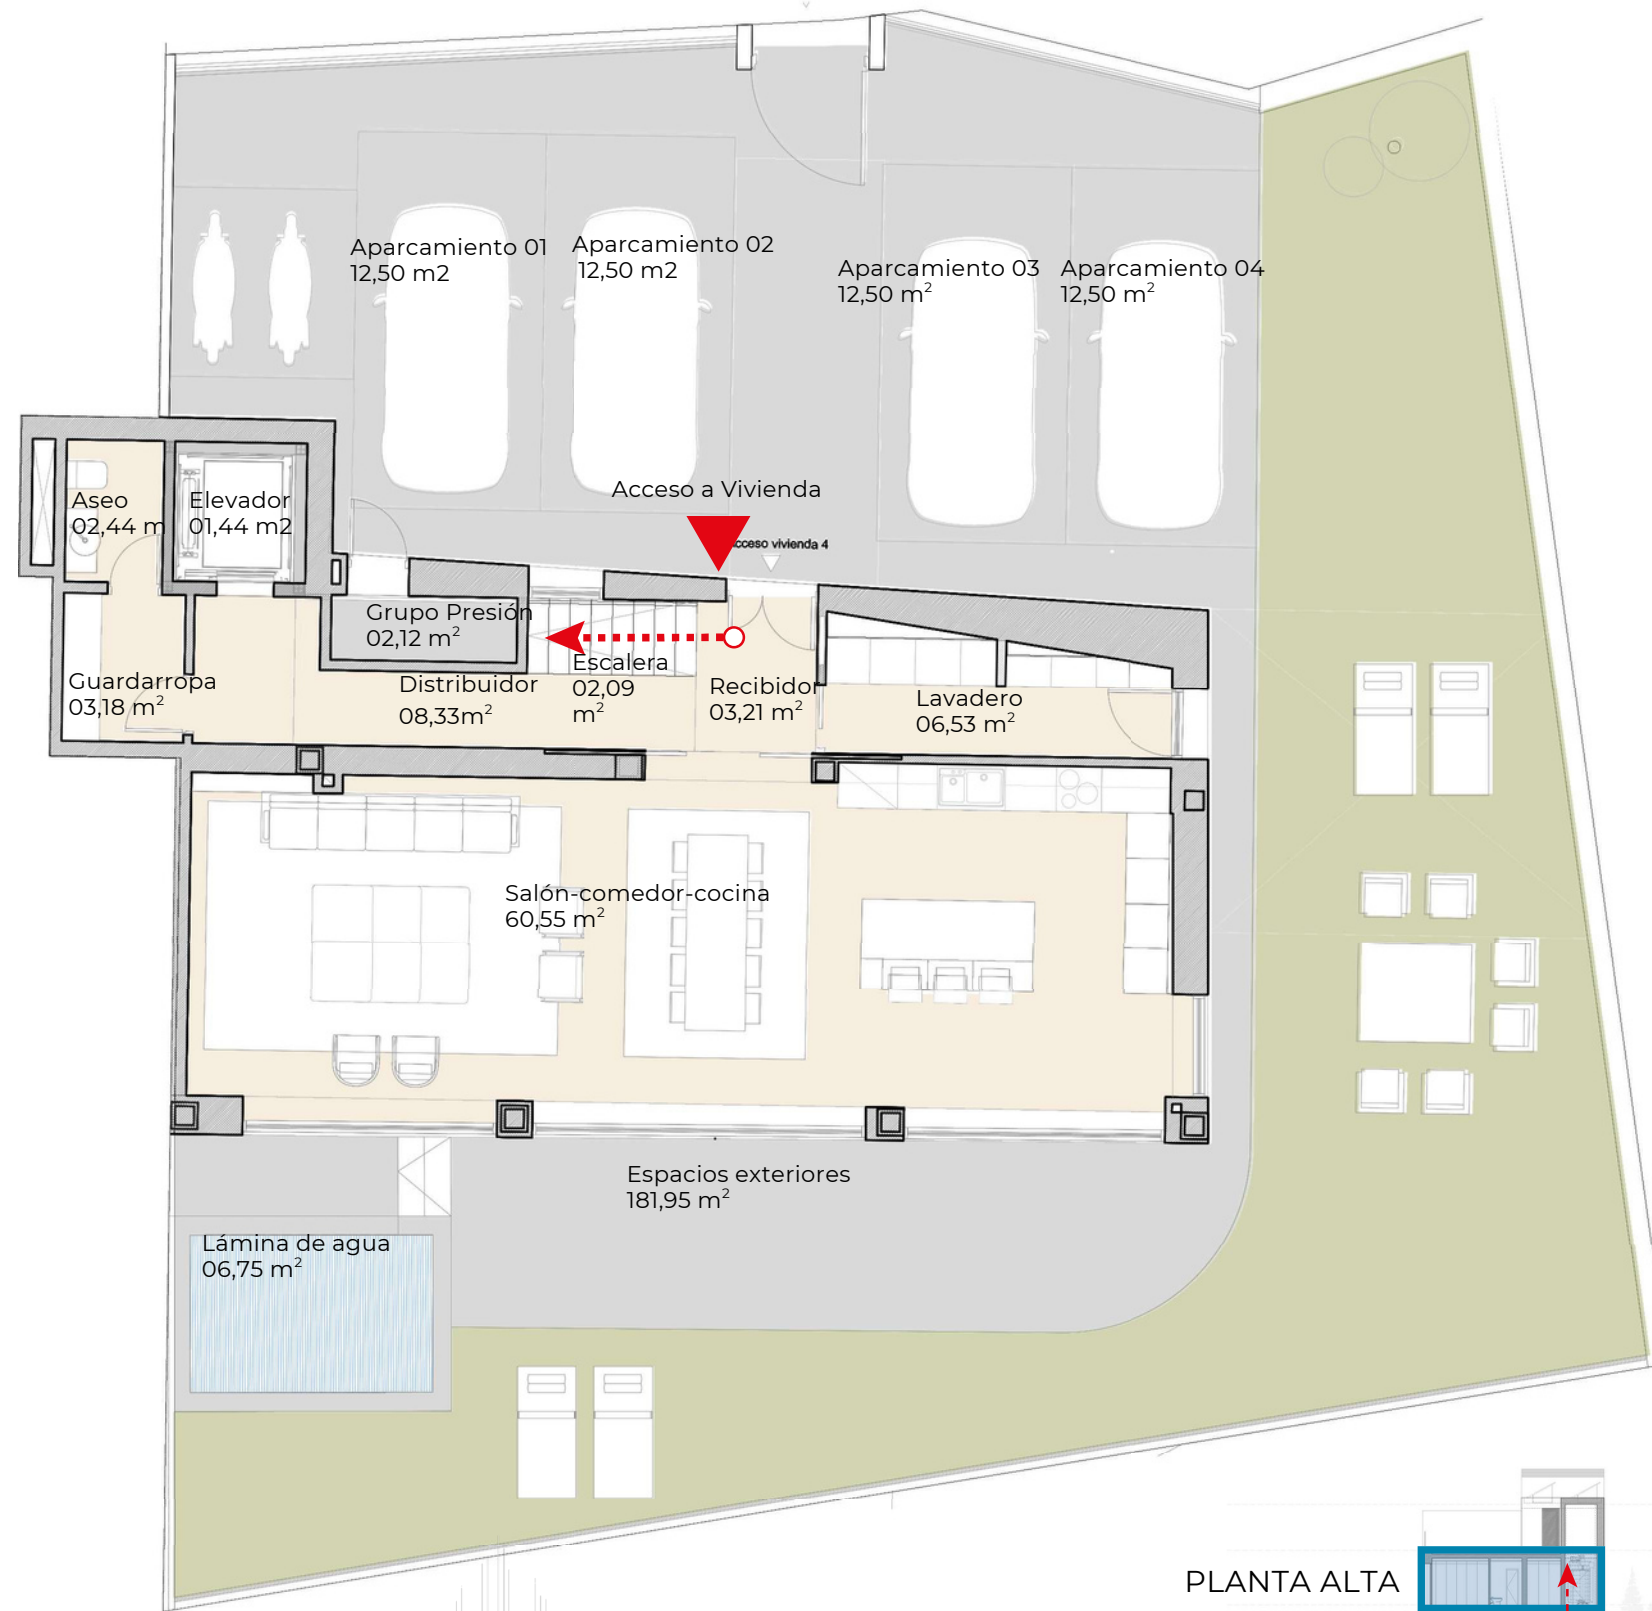 Aparcamiento 01
12,50 m2
Aparcamiento 02
12,50 m2
Aparcamiento 03
12,50 m²
Aparcamiento 04
12,50 m²
Aseo
02,44 m
Elevador
01,44 m2
Acceso a Vivienda
cceso vivienda 4
Grupo Presión
02,12 m²
Escalera
02,09
m²
Guardarropa
03,18 m²
Distribuidor
08,33m²
Recibidor
03,21 m²
Lavadero
06,53 m²
Salón-comedor-cocina
60,55 m²
Espacios exteriores
181,95 m²
Lámina de agua
06,75 m²
PLANTA ALTA